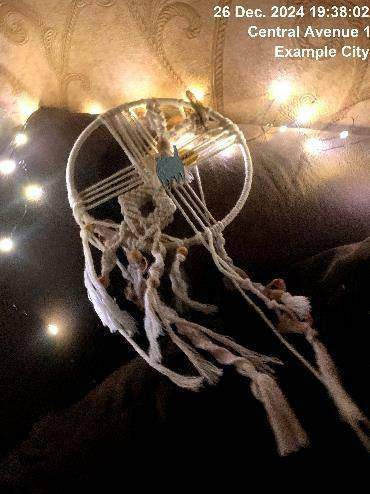 26 Dec. 2024 19:38:02
Central Avenue 1
Example City